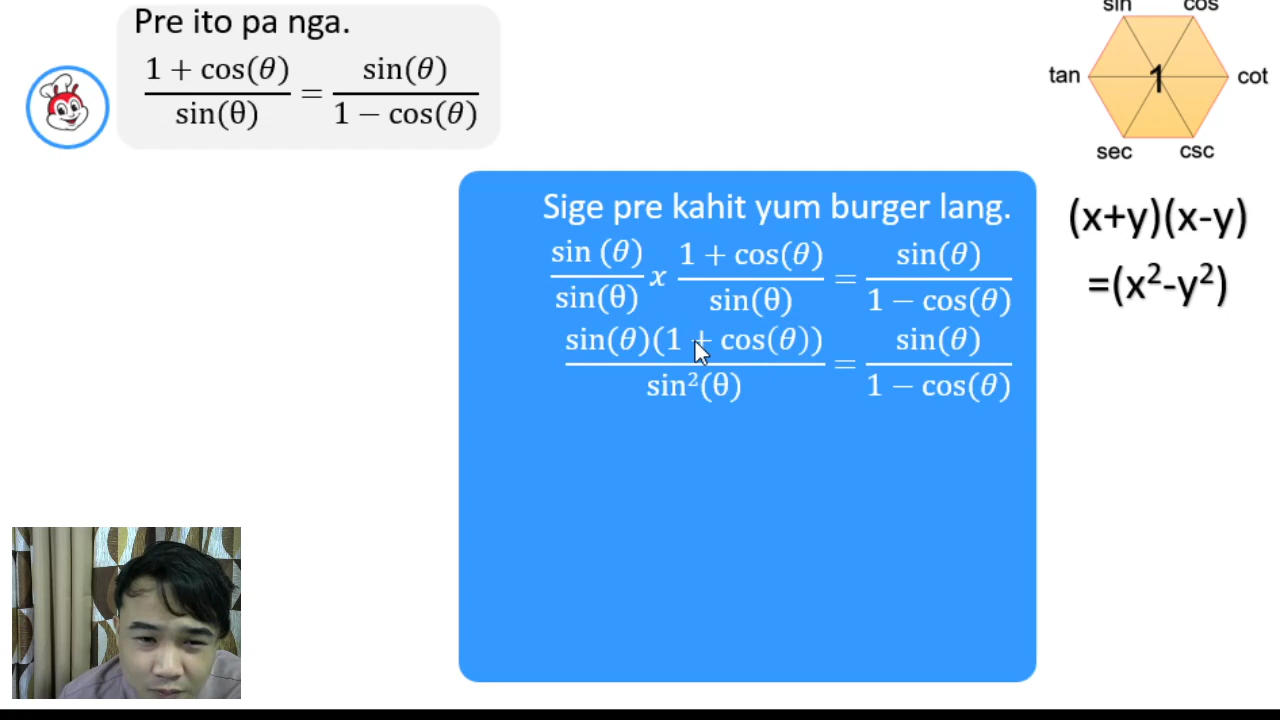 Pre ito pa nga.
(1 + cos(θ))/sin(θ) = sin(θ)/(1 − cos(θ))
sin cos
tan 1 cot
sec csc
(x+y)(x-y)
=(x²-y²)
Sige pre kahit yum burger lang.
sin (θ)/sin(θ) x (1 + cos(θ))/sin(θ) = sin(θ)/(1 − cos(θ))
sin(θ)(1 + cos(θ))/sin²(θ) = sin(θ)/(1 − cos(θ))